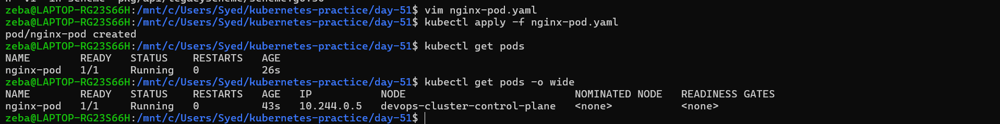 zeba@LAPTOP-RG23S66H:/mnt/c/Users/Syed/kubernetes-practice/day-51$ vim nginx-pod.yaml
zeba@LAPTOP-RG23S66H:/mnt/c/Users/Syed/kubernetes-practice/day-51$ kubectl apply -f nginx-pod.yaml
pod/nginx-pod created
zeba@LAPTOP-RG23S66H:/mnt/c/Users/Syed/kubernetes-practice/day-51$ kubectl get pods
NAME        READY   STATUS    RESTARTS   AGE
nginx-pod   1/1     Running   0          26s
zeba@LAPTOP-RG23S66H:/mnt/c/Users/Syed/kubernetes-practice/day-51$ kubectl get pods -o wide
NAME        READY   STATUS    RESTARTS   AGE   IP           NODE                           NOMINATED NODE   READINESS GATES
nginx-pod   1/1     Running   0          43s   10.244.0.5   devops-cluster-control-plane   <none>           <none>
zeba@LAPTOP-RG23S66H:/mnt/c/Users/Syed/kubernetes-practice/day-51$